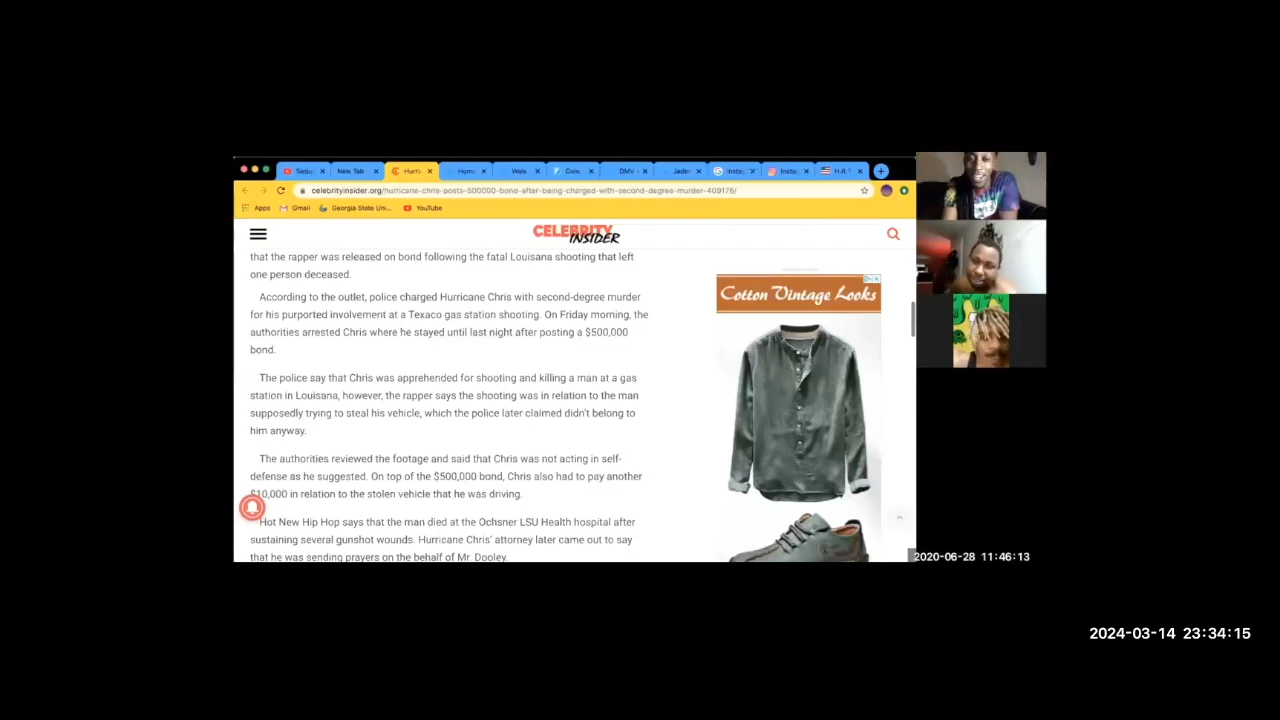 Sequ
New Tab
Hurric
Home
Wale
Cois
DMV -
Jaden
Insta
Insta
H.R.
celebrityinsider.org/hurricane-chris-posts-500000-bond-after-being-charged-with-second-degree-murder-409176/
Apps Gmail Georgia State Uni... YouTube
CELEBRITY
INSIDER
that the rapper was released on bond following the fatal Louisana shooting that left
one person deceased.
According to the outlet, police charged Hurricane Chris with second-degree murder
for his purported involvement at a Texaco gas station shooting. On Friday morning, the
authorities arrested Chris where he stayed until last night after posting a $500,000
bond.
The police say that Chris was apprehended for shooting and killing a man at a gas
station in Louisana, however, the rapper says the shooting was in relation to the man
supposedly trying to steal his vehicle, which the police later claimed didn't belong to
him anyway.
The authorities reviewed the footage and said that Chris was not acting in self-
defense as he suggested. On top of the $500,000 bond, Chris also had to pay another
$10,000 in relation to the stolen vehicle that he was driving.
Hot New Hip Hop says that the man died at the Ochsner LSU Health hospital after
sustaining several gunshot wounds. Hurricane Chris' attorney later came out to say
that he was sending prayers on the behalf of Mr. Dooley.
Cotton Vintage Looks
2020-06-28 11:46:13
2024-03-14 23:34:15